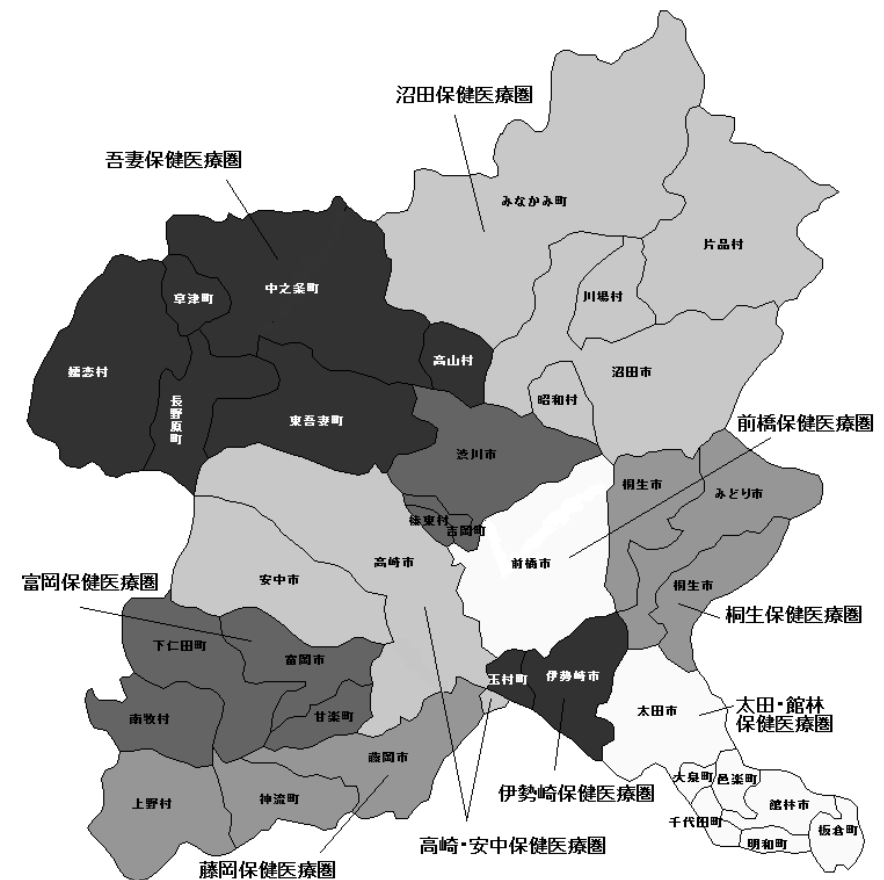 沼田保健医療圏
吾妻保健医療圏
みなかみ町
片品村
草津町
中之条町
川場村
嬬恋村
高山村
沼田市
長野原町
昭和村
東吾妻町
前橋保健医療圏
渋川市
桐生市
みどり市
榛東村
吉岡町
高崎市
前橋市
安中市
富岡保健医療圏
桐生市
桐生保健医療圏
下仁田町
富岡市
玉村町
伊勢崎市
太田市
太田・館林
保健医療圏
南牧村
甘楽町
藤岡市
大泉町
邑楽町
上野村
神流町
伊勢崎保健医療圏
館林市
千代田町
板倉町
明和町
高崎・安中保健医療圏
藤岡保健医療圏